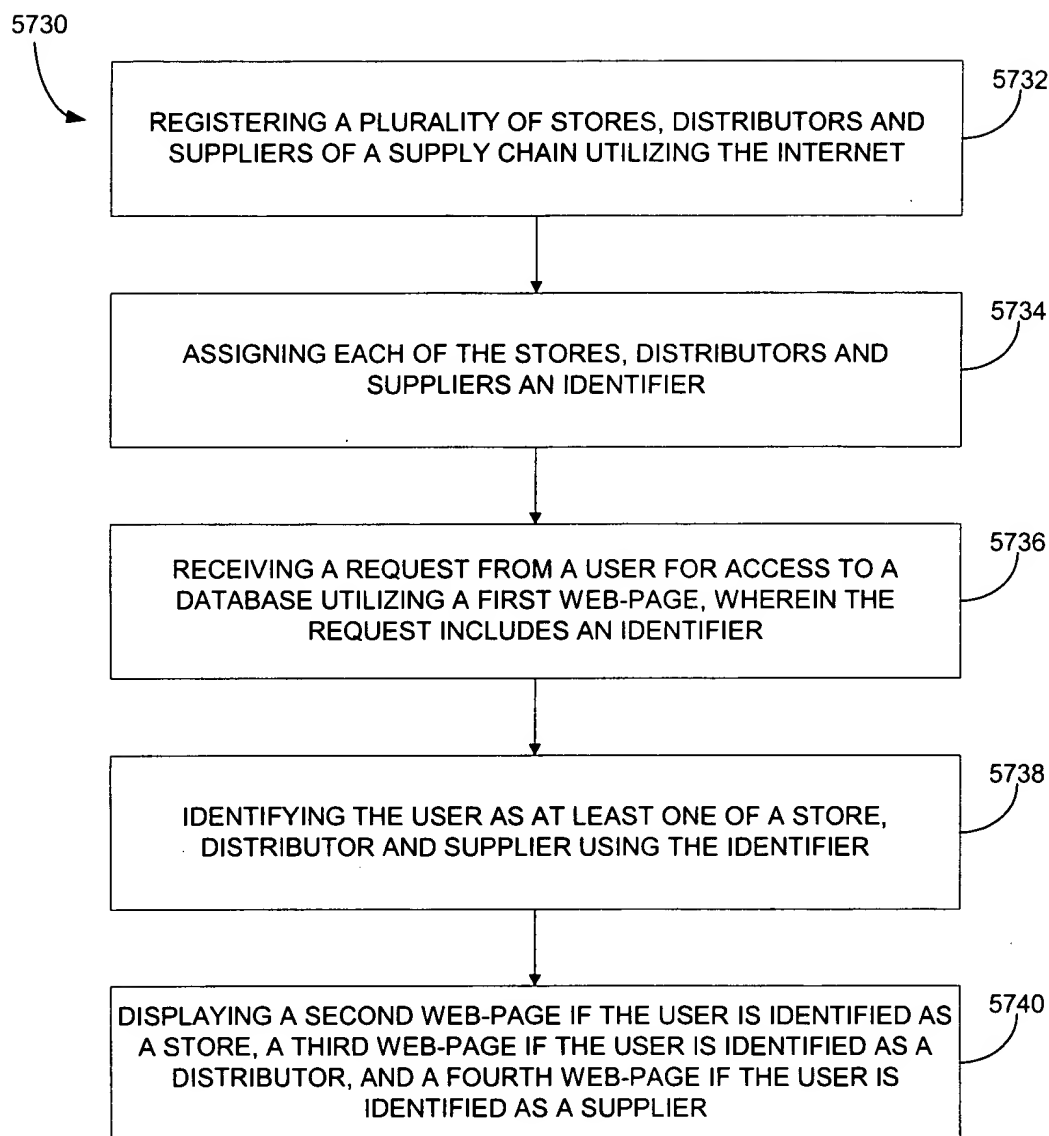 5730
5732
REGISTERING A PLURALITY OF STORES, DISTRIBUTORS AND
SUPPLIERS OF A SUPPLY CHAIN UTILIZING THE INTERNET
5734
ASSIGNING EACH OF THE STORES, DISTRIBUTORS AND
SUPPLIERS AN IDENTIFIER
5736
RECEIVING A REQUEST FROM A USER FOR ACCESS TO A
DATABASE UTILIZING A FIRST WEB-PAGE, WHEREIN THE
REQUEST INCLUDES AN IDENTIFIER
5738
IDENTIFYING THE USER AS AT LEAST ONE OF A STORE,
DISTRIBUTOR AND SUPPLIER USING THE IDENTIFIER
5740
DISPLAYING A SECOND WEB-PAGE IF THE USER IS IDENTIFIED AS
A STORE, A THIRD WEB-PAGE IF THE USER IS IDENTIFIED AS A
DISTRIBUTOR, AND A FOURTH WEB-PAGE IF THE USER IS
IDENTIFIED AS A SUPPLIER